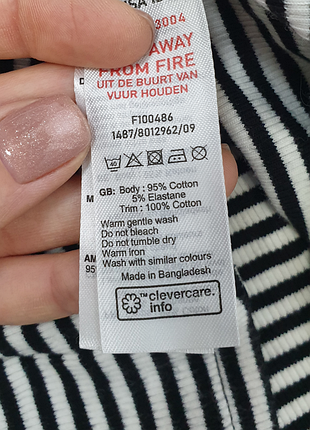 3004
AWAY
FROM FIRE
UIT DE BUURT VAN
VUUR HOUDEN
F100486
1487/8012962/09
40
GB: Body : 95% Cotton
5% Elastane
Trim : 100% Cotton
Warm gentle wash
Do not bleach
Do not tumble dry
Warm iron
Wash with similar colours
Made in Bangladesh
clevercare.
info